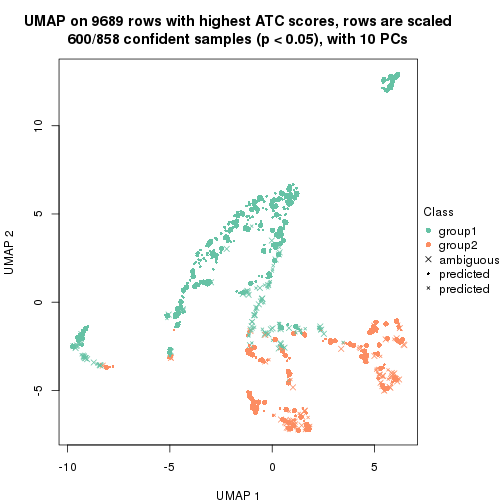 UMAP on 9689 rows with highest ATC scores, rows are scaled
600/858 confident samples (p < 0.05), with 10 PCs
10
5
0
-5
UMAP 2
-10
-5
0
5
UMAP 1
Class
group1
group2
ambiguous
predicted
predicted